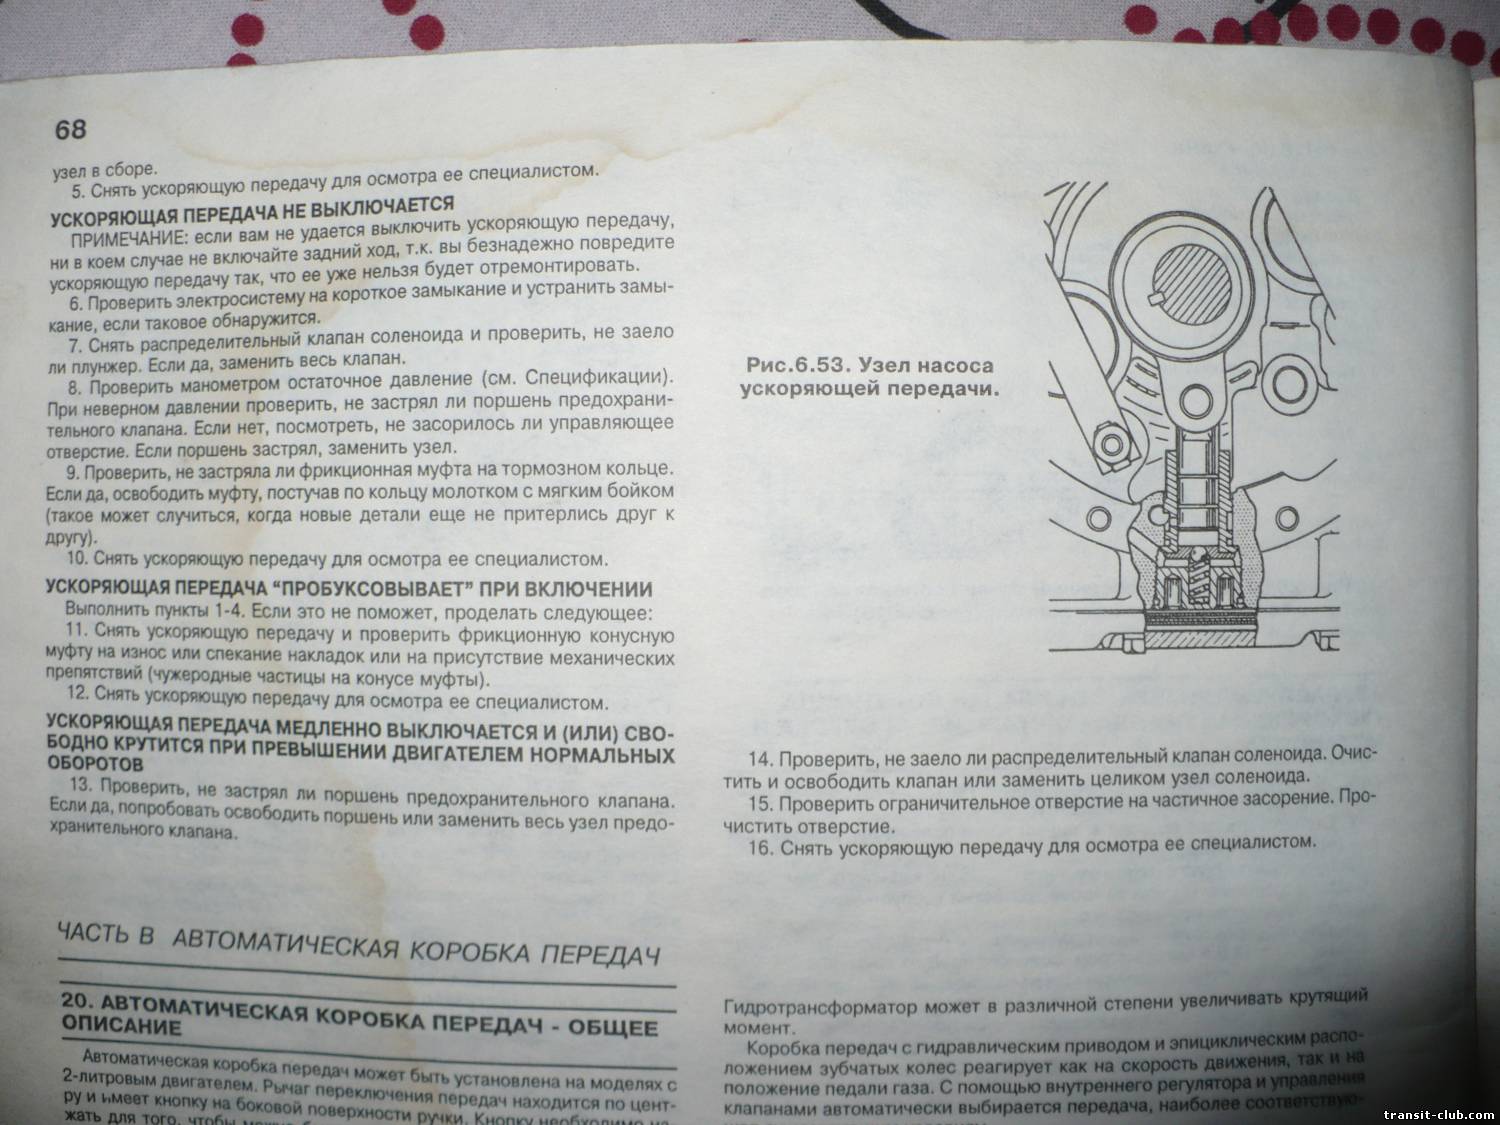 68
узел в сборе.
5. Снять ускоряющую передачу для осмотра ее специалистом.
УСКОРЯЮЩАЯ ПЕРЕДАЧА НЕ ВЫКЛЮЧАЕТСЯ
ПРИМЕЧАНИЕ: если вам не удается выключить ускоряющую передачу,
ни в коем случае не включайте задний ход, т.к. вы безнадежно повредите
ускоряющую передачу так, что ее уже нельзя будет отремонтировать.
6. Проверить электросистему на короткое замыкание и устранить замы-
кание, если таковое обнаружится.
7. Снять распределительный клапан соленоида и проверить, не заело
ли плунжер. Если да, заменить весь клапан.
8. Проверить манометром остаточное давление (см. Спецификации).
При неверном давлении проверить, не застрял ли поршень предохрани-
тельного клапана. Если нет, посмотреть, не засорилось ли управляющее
отверстие. Если поршень застрял, заменить узел.
9. Проверить, не застряла ли фрикционная муфта на тормозном кольце.
Если да, освободить муфту, постучав по кольцу молотком с мягким бойком
(такое может случиться, когда новые детали еще не притерлись друг к
другу).
10. Снять ускоряющую передачу для осмотра ее специалистом.
УСКОРЯЮЩАЯ ПЕРЕДАЧА "ПРОБУКСОВЫВАЕТ" ПРИ ВКЛЮЧЕНИИ
Выполнить пункты 1-4. Если это не поможет, проделать следующее:
11. Снять ускоряющую передачу и проверить фрикционную конусную
муфту на износ или спекание накладок или на присутствие механических
препятствий (чужеродные частицы на конусе муфты).
12. Снять ускоряющую передачу для осмотра ее специалистом.
УСКОРЯЮЩАЯ ПЕРЕДАЧА МЕДЛЕННО ВЫКЛЮЧАЕТСЯ И (ИЛИ) СВО-
БОДНО КРУТИТСЯ ПРИ ПРЕВЫШЕНИИ ДВИГАТЕЛЕМ НОРМАЛЬНЫХ
ОБОРОТОВ
13. Проверить, не застрял ли поршень предохранительного клапана.
Если да, попробовать освободить поршень или заменить весь узел предо-
хранительного клапана.
Рис.6.53. Узел насоса
ускоряющей передачи.
14. Проверить, не заело ли распределительный клапан соленоида. Очис-
тить и освободить клапан или заменить целиком узел соленоида.
15. Проверить ограничительное отверстие на частичное засорение. Про-
чистить отверстие.
16. Снять ускоряющую передачу для осмотра ее специалистом.
ЧАСТЬ В АВТОМАТИЧЕСКАЯ КОРОБКА ПЕРЕДАЧ
20. АВТОМАТИЧЕСКАЯ КОРОБКА ПЕРЕДАЧ - ОБЩЕЕ
ОПИСАНИЕ
Автоматическая коробка передач может быть установлена на моделях с
2-литровым двигателем. Рычаг переключения передач находится по цент-
ру и имеет кнопку на боковой поверхности ручки. Кнопку необходимо
жать для того, чтобы
Гидротрансформатор может в различной степени увеличивать крутящий
момент.
Коробка передач с гидравлическим приводом и эпициклическим распо-
ложением зубчатых колес реагирует как на скорость движения, так и на
положение педали газа. С помощью внутреннего регулятора и управления
клапанами автоматически выбирается передача, наиболее соответствую-
transit-club.com